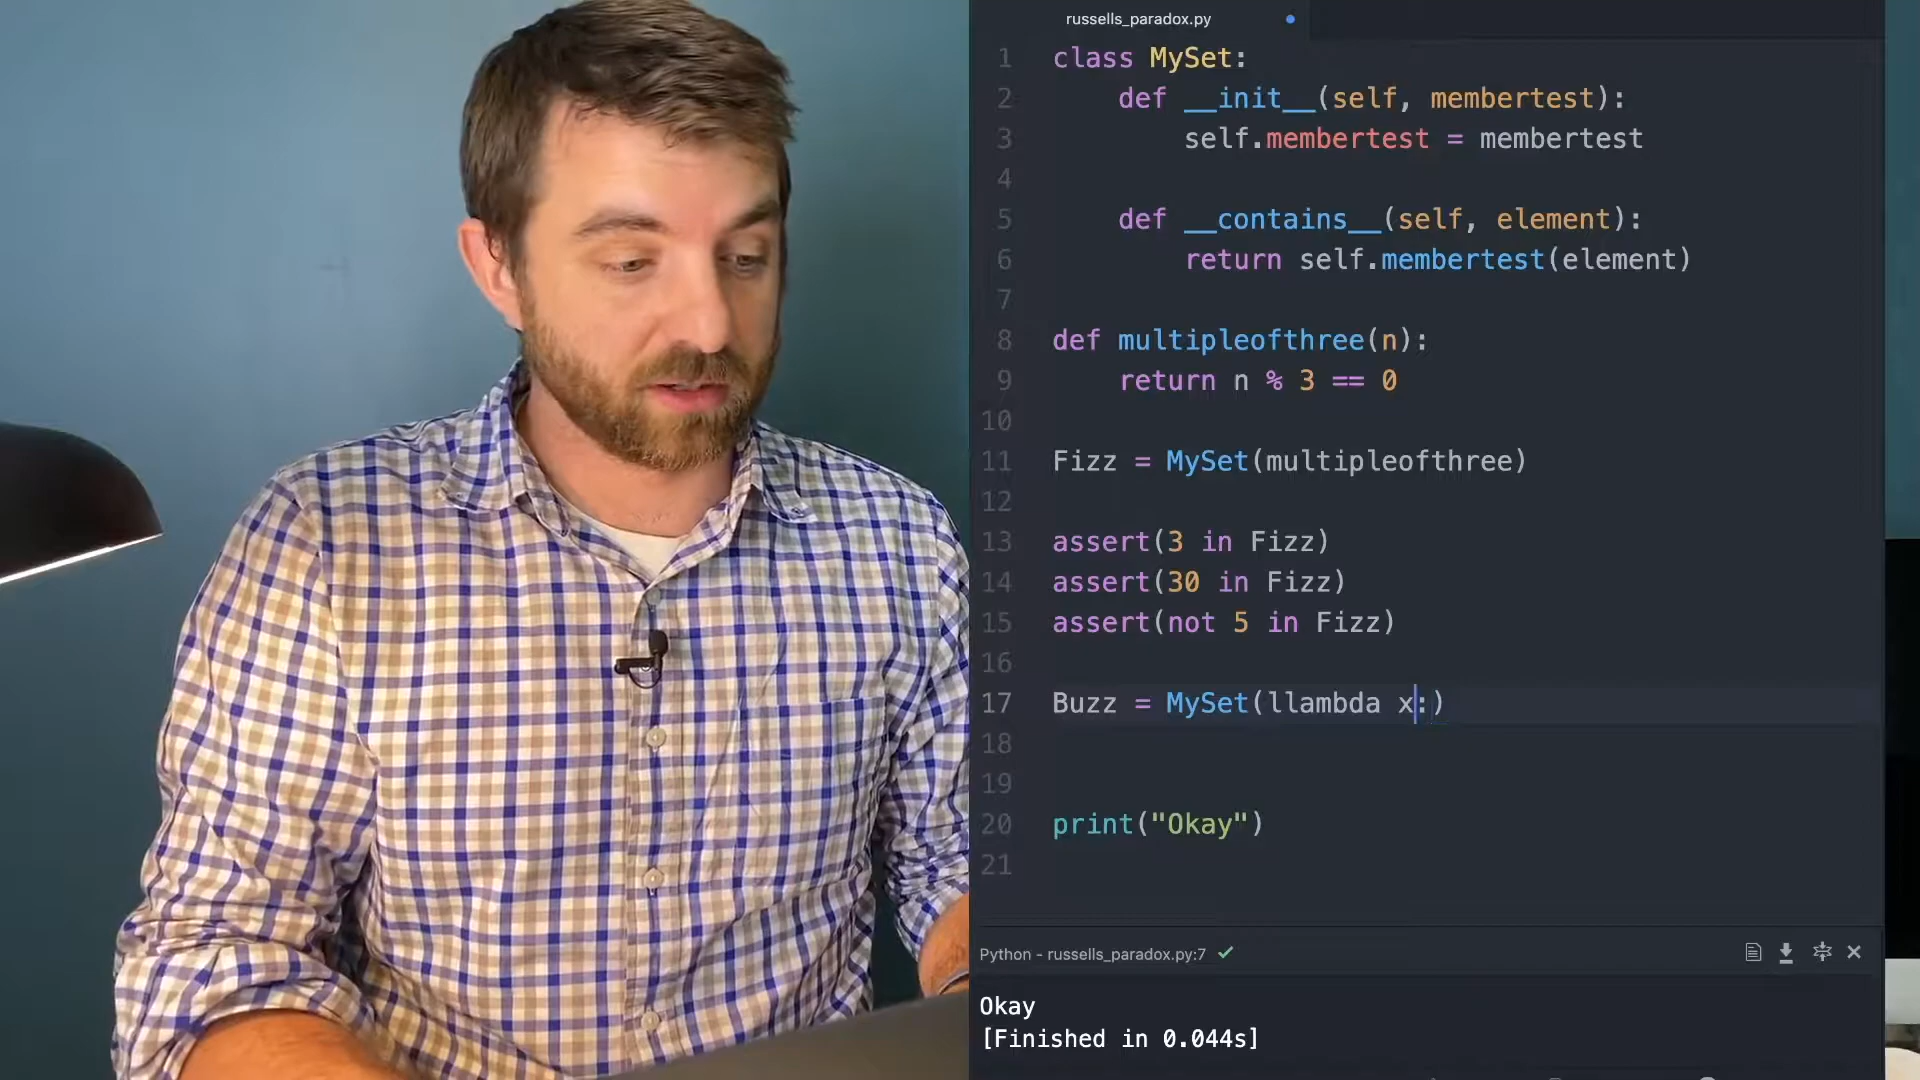 russells_paradox.py
1 class MySet:
2     def __init__(self, membertest):
3         self.membertest = membertest
4
5     def __contains__(self, element):
6         return self.membertest(element)
7
8 def multipleofthree(n):
9     return n % 3 == 0
10
11 Fizz = MySet(multipleofthree)
12
13 assert(3 in Fizz)
14 assert(30 in Fizz)
15 assert(not 5 in Fizz)
16
17 Buzz = MySet(llambda x:)
18
19
20 print("Okay")
21
Python - russells_paradox.py:7
Okay
[Finished in 0.044s]